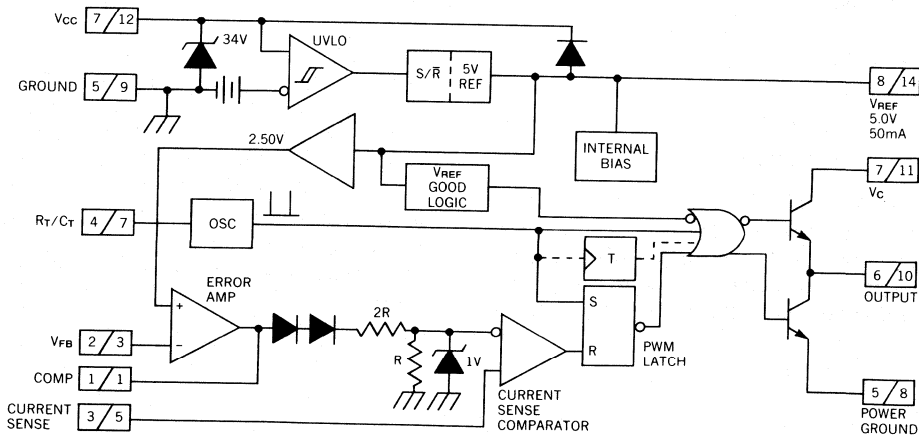 VCC 7/12
34V
UVLO
S/R̅ 5V REF
8/14
VREF
5.0V
50mA
GROUND 5/9
2.50V
INTERNAL
BIAS
VREF
GOOD
LOGIC
7/11
VC
RT/CT 4/7
OSC
T
ERROR
AMP
+
−
2R
S
R
6/10
OUTPUT
VFB 2/3
R
1V
PWM
LATCH
COMP 1/1
CURRENT
SENSE
3/5
CURRENT
SENSE
COMPARATOR
5/8
POWER
GROUND